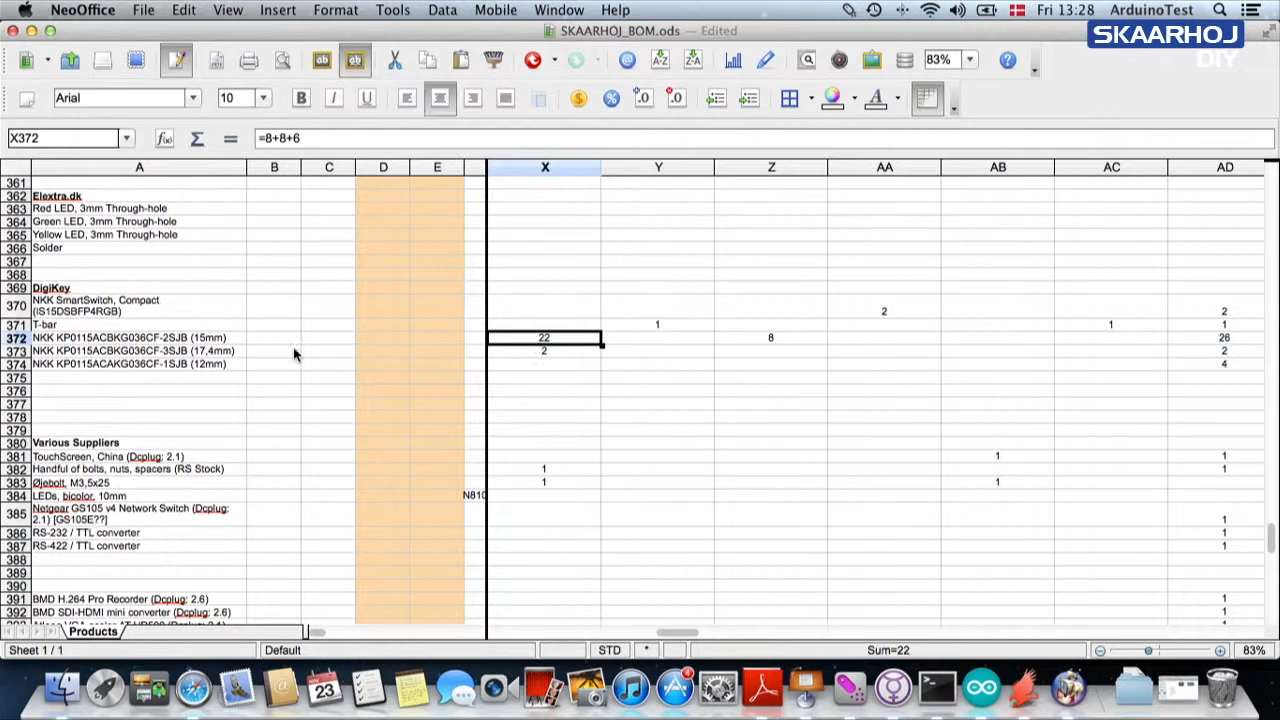 NeoOffice File Edit View Insert Format Tools Data Mobile Window Help Fri 13:28 ArduinoTest
SKAARHOJ_BOM.ods — Edited
SKAARHOJ
DIY
83%
Arial 10 B I U
X372 =8+8+6
A B C D E X Y Z AA AB AC AD
361
362 Elextra.dk
363 Red LED, 3mm Through-hole
364 Green LED, 3mm Through-hole
365 Yellow LED, 3mm Through-hole
366 Solder
367
368
369 DigiKey
370 NKK SmartSwitch, Compact (IS15DSBFP4RGB) 2 2
371 T-bar 1 1 1
372 NKK KP0115ACBKG036CF-2SJB (15mm) 22 8 26
373 NKK KP0115ACBKG036CF-3SJB (17,4mm) 2 2
374 NKK KP0115ACAKG036CF-1SJB (12mm) 4
375
376
377
378
379
380 Various Suppliers
381 TouchScreen, China (Dcplug: 2.1) 1 1
382 Handful of bolts, nuts, spacers (RS Stock) 1 1
383 Øjebolt, M3,5x25 1 1
384 LEDs, bicolor, 10mm N810
385 Netgear GS105 v4 Network Switch (Dcplug: 2.1) [GS105E??] 1
386 RS-232 / TTL converter 1
387 RS-422 / TTL converter 1
388
389
390
391 BMD H.264 Pro Recorder (Dcplug: 2.6) 1
392 BMD SDI-HDMI mini converter (Dcplug: 2.6) 1
Products
Sheet 1 / 1 Default STD * Sum=22 83%
JAN
23